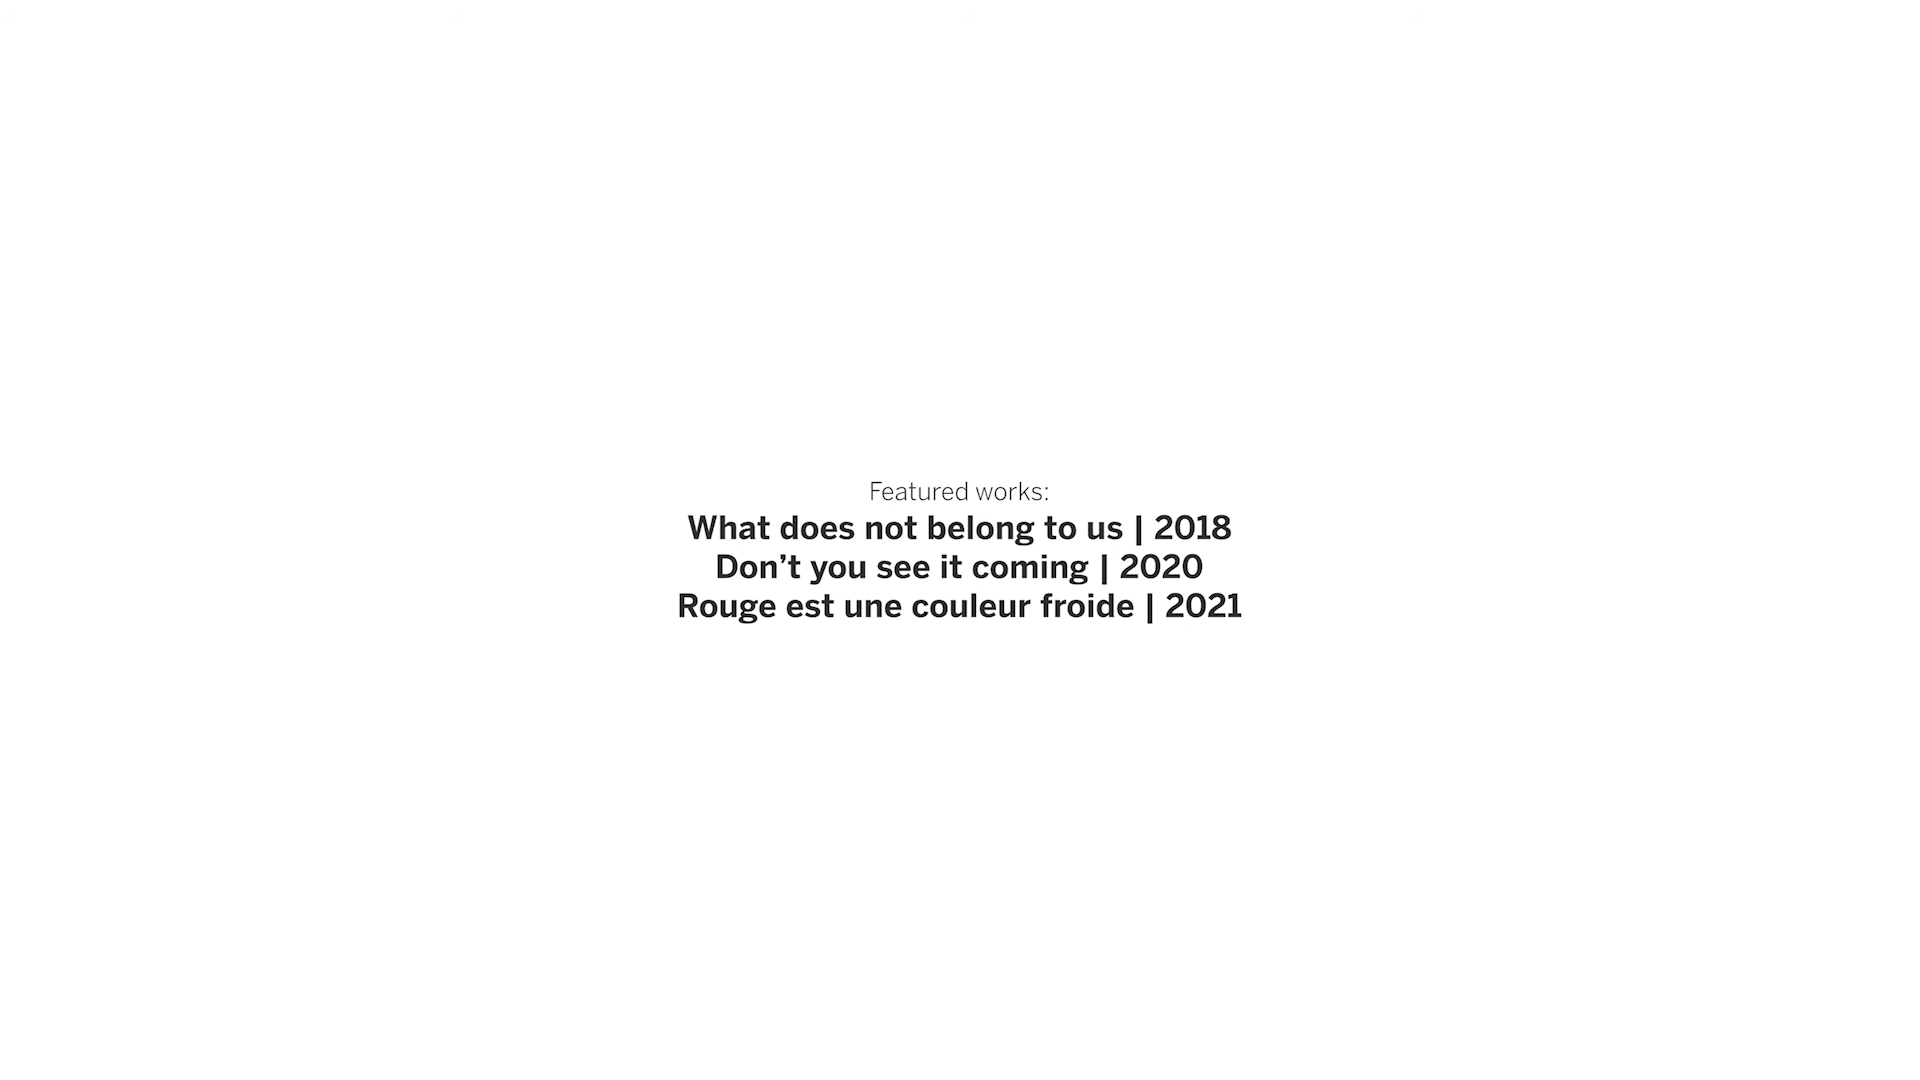 Featured works:
What does not belong to us | 2018
Don’t you see it coming | 2020
Rouge est une couleur froide | 2021